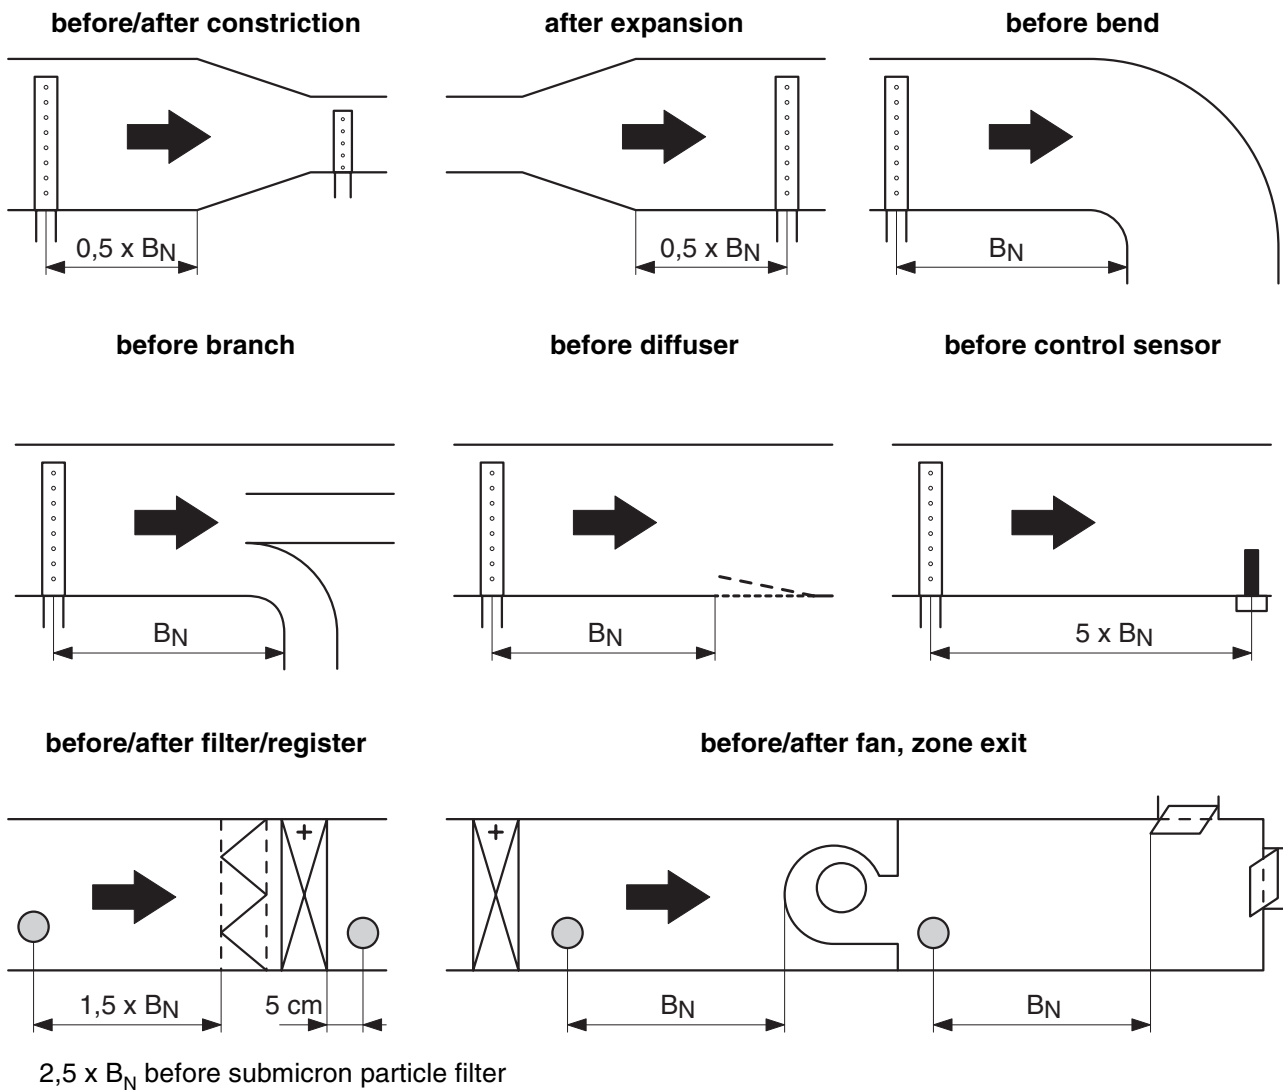 before/after constriction
after expansion
before bend
0,5 x BN
0,5 x BN
BN
before branch
before diffuser
before control sensor
BN
BN
5 x BN
before/after filter/register
before/after fan, zone exit
+
+
1,5 x BN
5 cm
BN
BN
2,5 x BN before submicron particle filter